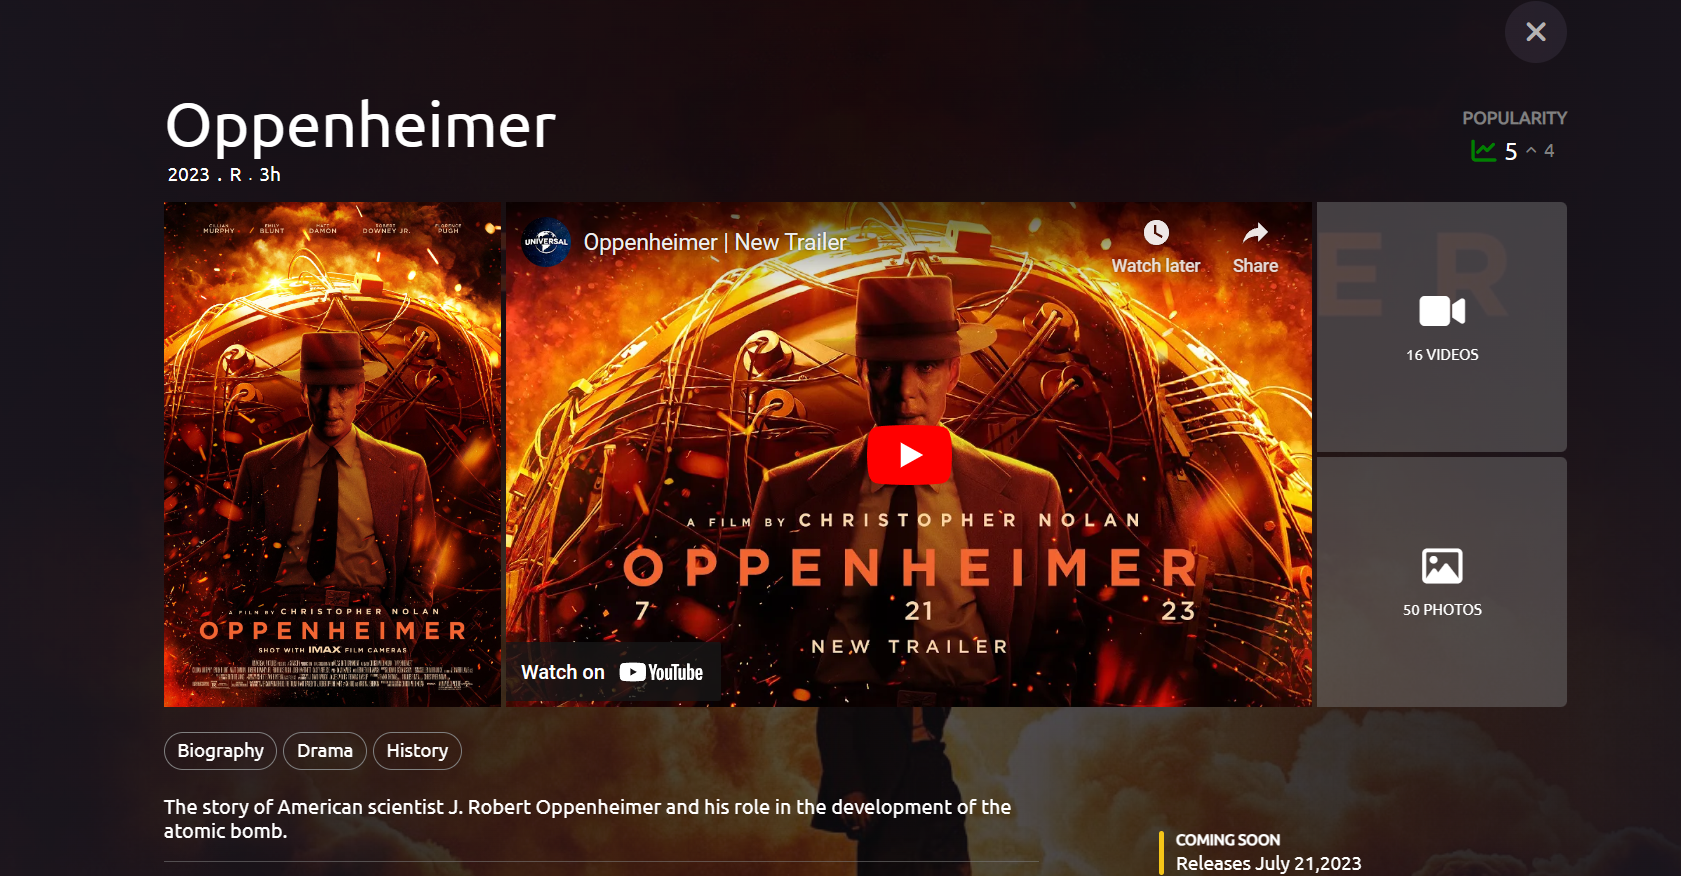 Oppenheimer
2023 . R . 3h
POPULARITY
5 ^ 4
CILLIAN MURPHY / EMILY BLUNT MATT DAMON ROBERT DOWNEY JR. FLORENCE PUGH
A FILM BY CHRISTOPHER NOLAN
OPPENHEIMER
SHOT WITH IMAX FILM CAMERAS
UNIVERSAL
Oppenheimer | New Trailer
Watch later
Share
A FILM BY CHRISTOPHER NOLAN
OPPENHEIMER
7 21 23
NEW TRAILER
Watch on YouTube
ER
16 VIDEOS
50 PHOTOS
Biography
Drama
History
The story of American scientist J. Robert Oppenheimer and his role in the development of the
atomic bomb.
COMING SOON
Releases July 21,2023